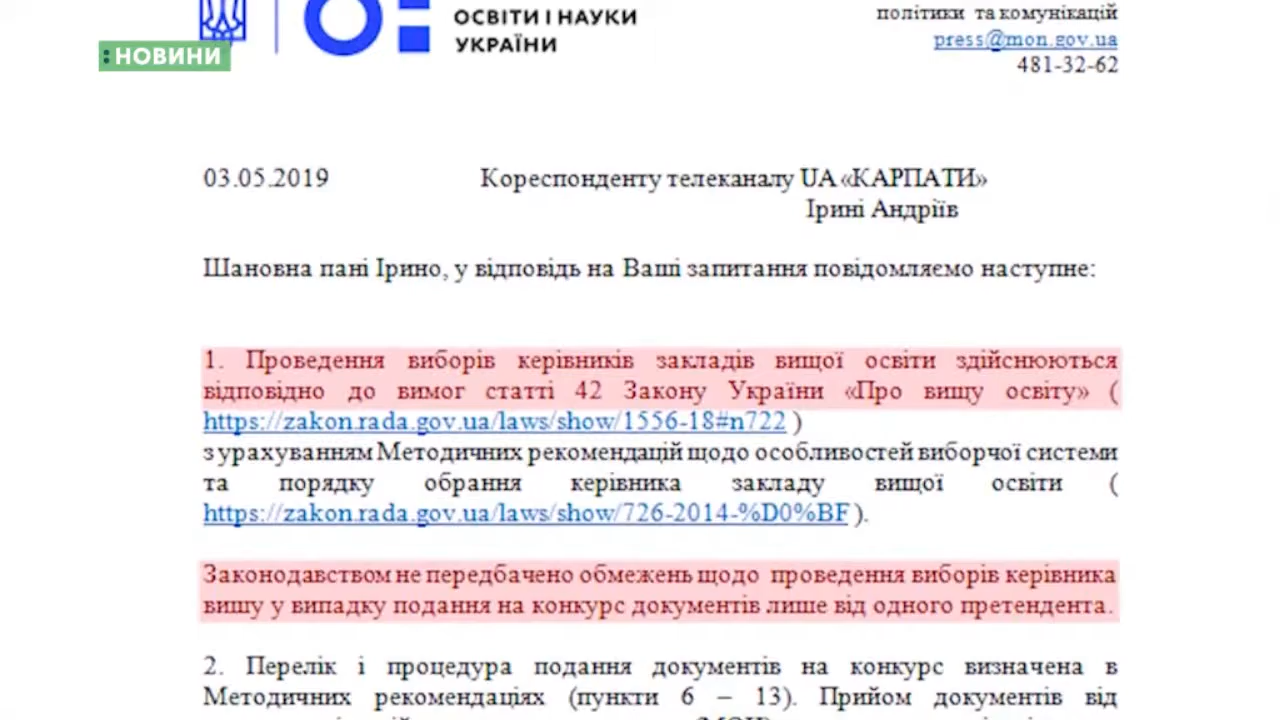 ОСВІТИ І НАУКИ
УКРАЇНИ
політики та комунікацій
press@mon.gov.ua
481-32-62
:НОВИНИ
03.05.2019 Кореспонденту телеканалу UA «КАРПАТИ»
Ірині Андріїв
Шановна пані Ірино, у відповідь на Ваші запитання повідомляємо наступне:
1. Проведення виборів керівників закладів вищої освіти здійснюються
відповідно до вимог статті 42 Закону України «Про вищу освіту» (
https://zakon.rada.gov.ua/laws/show/1556-18#n722 )
з урахуванням Методичних рекомендацій щодо особливостей виборчої системи
та порядку обрання керівника закладу вищої освіти (
https://zakon.rada.gov.ua/laws/show/726-2014-%D0%BF ).
Законодавством не передбачено обмежень щодо проведення виборів керівника
вишу у випадку подання на конкурс документів лише від одного претендента.
2. Перелік і процедура подання документів на конкурс визначена в
Методичних рекомендаціях (пункти 6 – 13). Прийом документів від